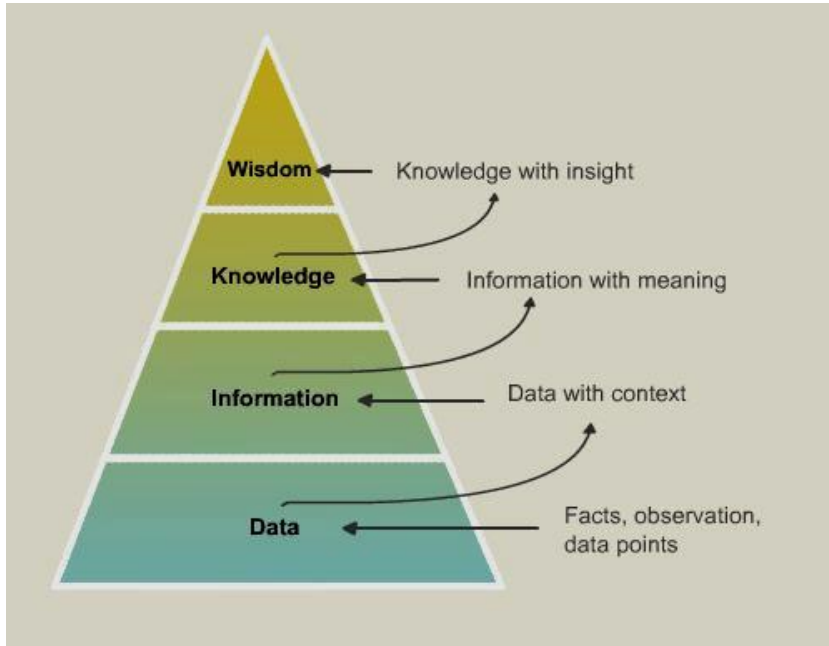 Wisdom
Knowledge with insight
Knowledge
Information with meaning
Information
Data with context
Data
Facts, observation,
data points